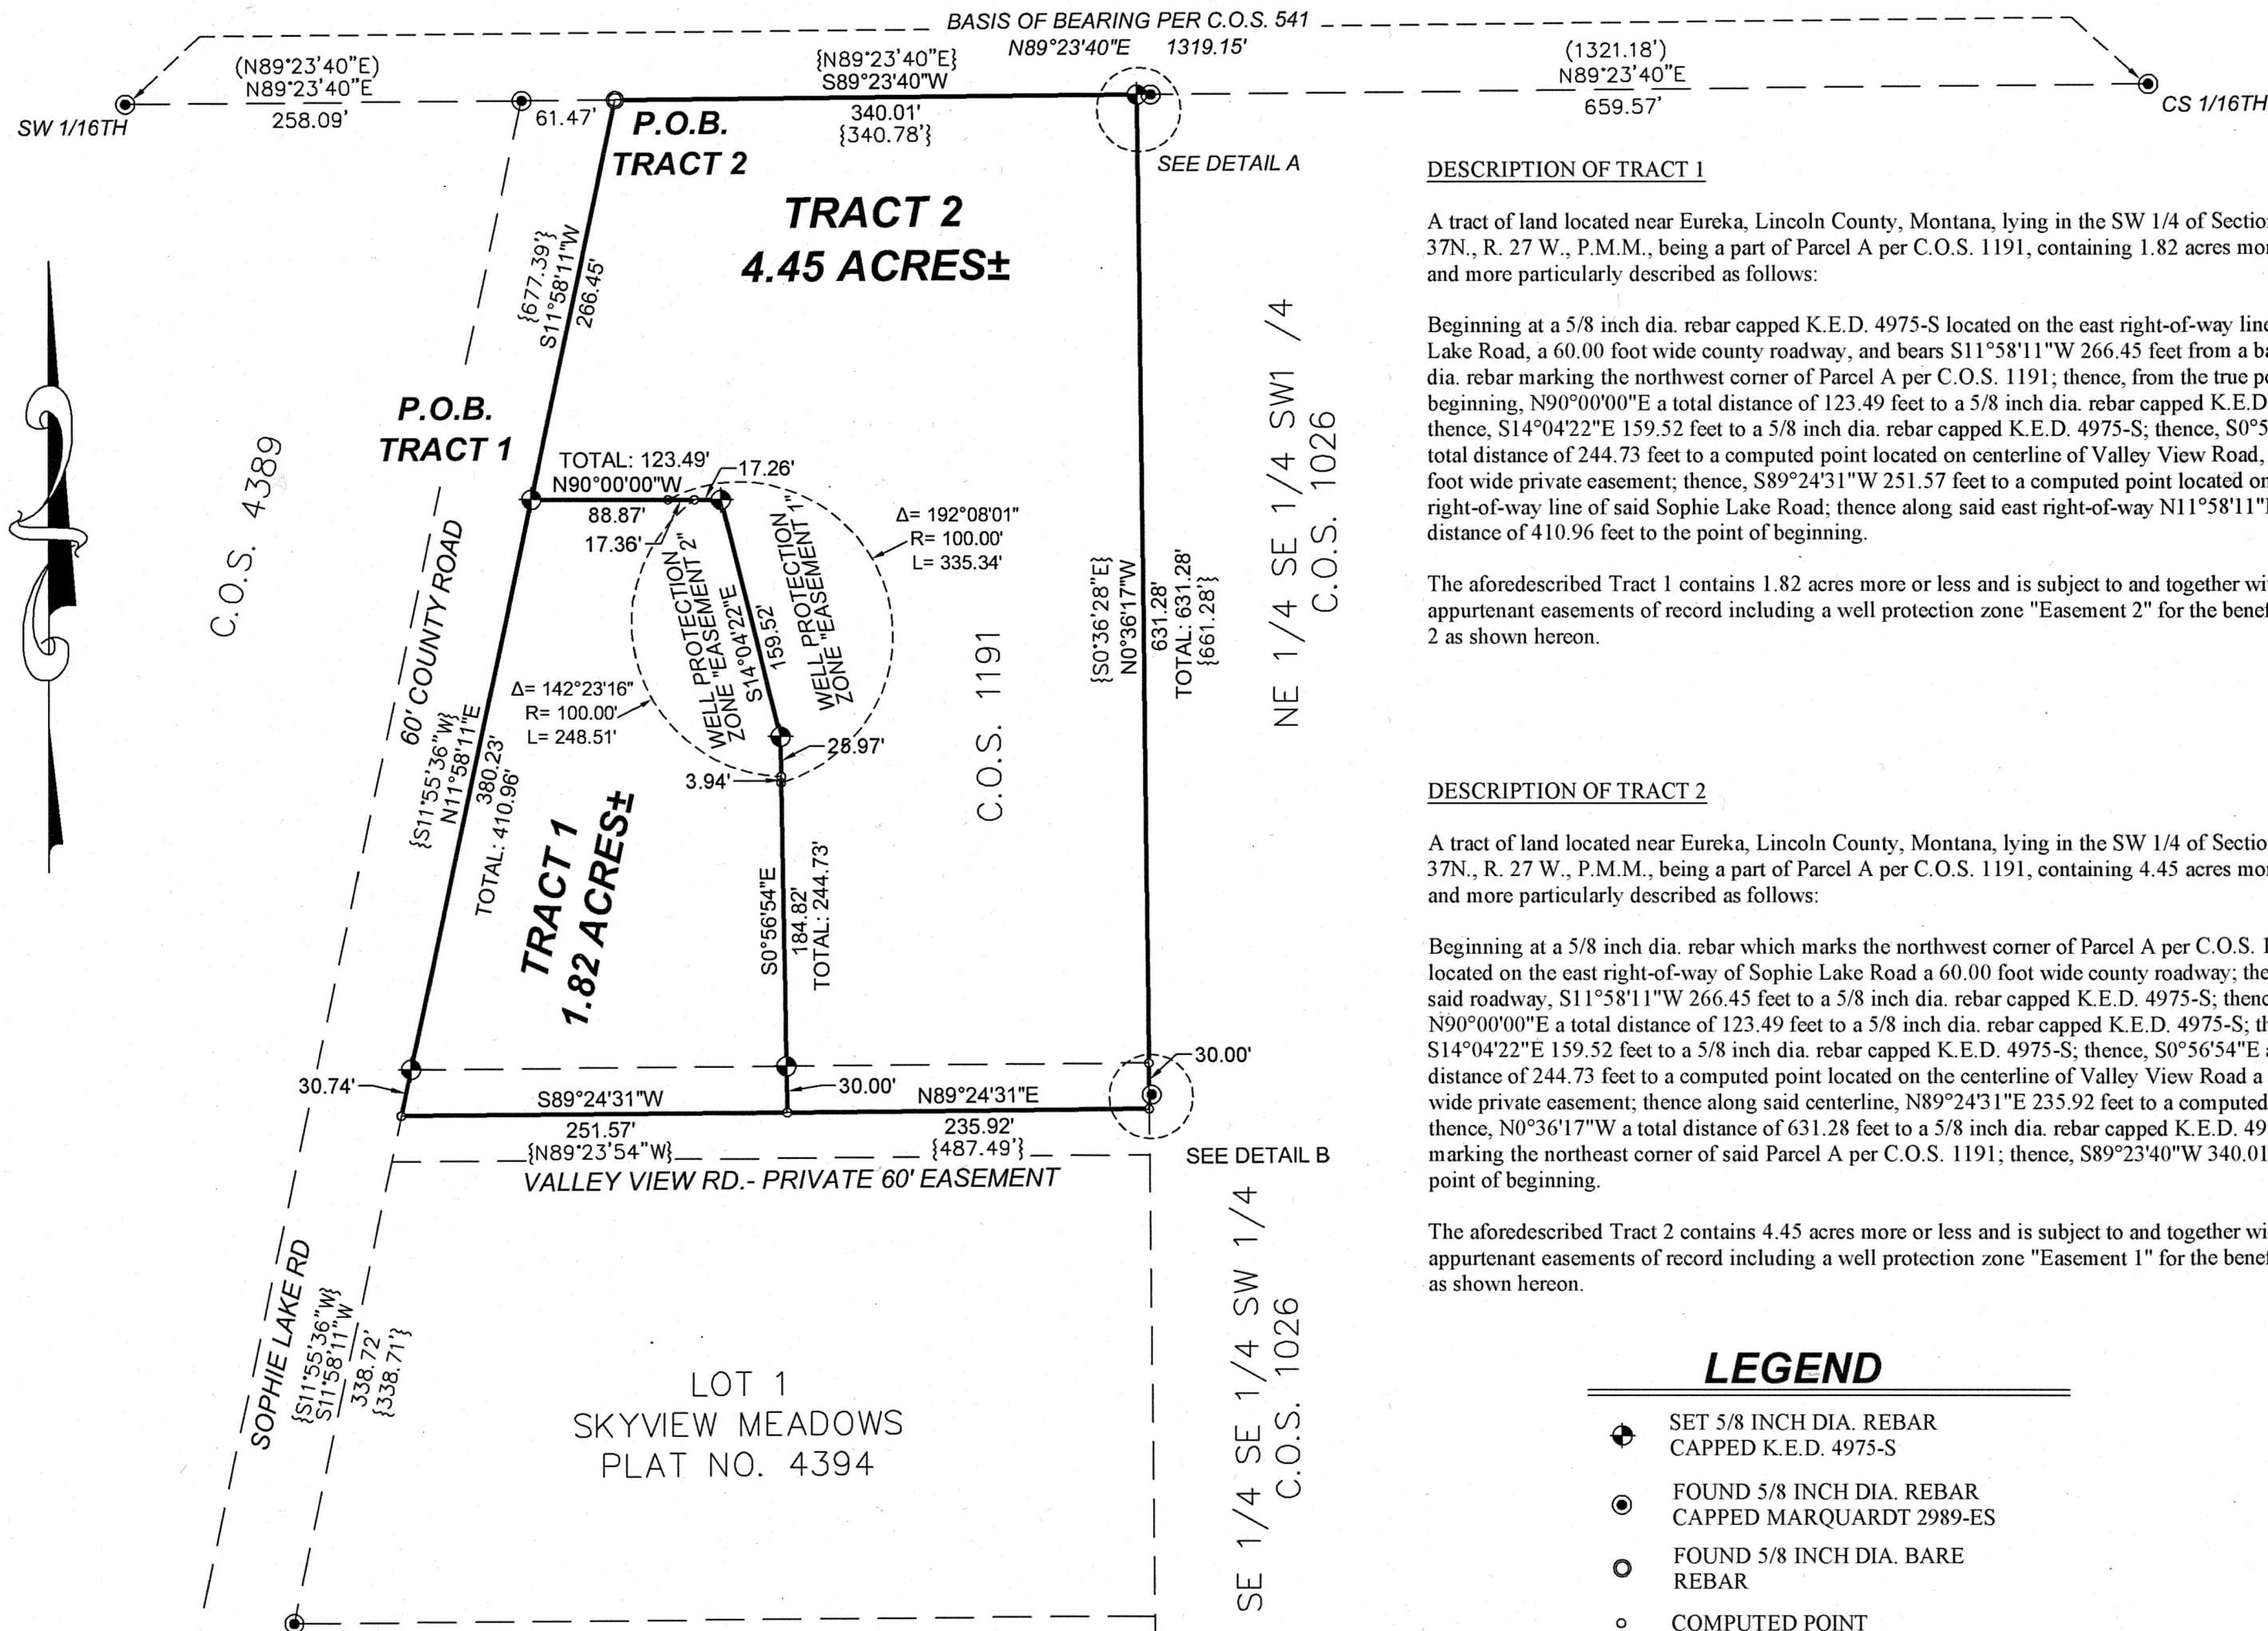 BASIS OF BEARING PER C.O.S. 541
N89°23'40"E 1319.15'
(N89°23'40"E)
N89°23'40"E
258.09'
SW 1/16TH
61.47'
{N89°23'40"E}
S89°23'40"W
340.01'
{340.78'}
(1321.18')
N89°23'40"E
659.57'
CS 1/16TH
SEE DETAIL A
P.O.B.
TRACT 2
TRACT 2
4.45 ACRES±
{677.39'}
S11°58'11"W
266.45'
P.O.B.
TRACT 1
C.O.S. 4389
60' COUNTY ROAD
TOTAL: 123.49'
N90°00'00"W
17.26'
88.87'
17.36'
Δ= 192°08'01"
R= 100.00'
L= 335.34'
WELL PROTECTION
ZONE "EASEMENT 2"
S14°04'22"E
159.52'
WELL PROTECTION
ZONE "EASEMENT 1"
Δ= 142°23'16"
R= 100.00'
L= 248.51'
25.97'
3.94'
C.O.S. 1191
{S0°36'28"E}
N0°36'17"W
631.28'
TOTAL: 631.28'
{661.28'}
NE 1/4 SE 1/4 SW1 /4
C.O.S. 1026
{S11°55'36"W}
N11°58'11"E
380.23'
TOTAL: 410.96'
TRACT 1
1.82 ACRES±
S0°56'54"E
184.82'
TOTAL: 244.73'
30.74'
S89°24'31"W
251.57'
{N89°23'54"W}
30.00'
N89°24'31"E
235.92'
{487.49'}
30.00'
SEE DETAIL B
VALLEY VIEW RD.- PRIVATE 60' EASEMENT
SOPHIE LAKE RD
{S11°55'36"W}
S11°58'11"W
338.72'
{338.71'}
LOT 1
SKYVIEW MEADOWS
PLAT NO. 4394
SE 1/4 SE 1/4 SW 1/4
C.O.S. 1026
DESCRIPTION OF TRACT 1
A tract of land located near Eureka, Lincoln County, Montana, lying in the SW 1/4 of Section
37N., R. 27 W., P.M.M., being a part of Parcel A per C.O.S. 1191, containing 1.82 acres mor
and more particularly described as follows:
Beginning at a 5/8 inch dia. rebar capped K.E.D. 4975-S located on the east right-of-way line
Lake Road, a 60.00 foot wide county roadway, and bears S11°58'11"W 266.45 feet from a ba
dia. rebar marking the northwest corner of Parcel A per C.O.S. 1191; thence, from the true po
beginning, N90°00'00"E a total distance of 123.49 feet to a 5/8 inch dia. rebar capped K.E.D
thence, S14°04'22"E 159.52 feet to a 5/8 inch dia. rebar capped K.E.D. 4975-S; thence, S0°5
total distance of 244.73 feet to a computed point located on centerline of Valley View Road,
foot wide private easement; thence, S89°24'31"W 251.57 feet to a computed point located on
right-of-way line of said Sophie Lake Road; thence along said east right-of-way N11°58'11"E
distance of 410.96 feet to the point of beginning.
The aforedescribed Tract 1 contains 1.82 acres more or less and is subject to and together wi
appurtenant easements of record including a well protection zone "Easement 2" for the benef
2 as shown hereon.
DESCRIPTION OF TRACT 2
A tract of land located near Eureka, Lincoln County, Montana, lying in the SW 1/4 of Sectio
37N., R. 27 W., P.M.M., being a part of Parcel A per C.O.S. 1191, containing 4.45 acres mor
and more particularly described as follows:
Beginning at a 5/8 inch dia. rebar which marks the northwest corner of Parcel A per C.O.S. 1
located on the east right-of-way of Sophie Lake Road a 60.00 foot wide county roadway; the
said roadway, S11°58'11"W 266.45 feet to a 5/8 inch dia. rebar capped K.E.D. 4975-S; thenc
N90°00'00"E a total distance of 123.49 feet to a 5/8 inch dia. rebar capped K.E.D. 4975-S; th
S14°04'22"E 159.52 feet to a 5/8 inch dia. rebar capped K.E.D. 4975-S; thence, S0°56'54"E a
distance of 244.73 feet to a computed point located on the centerline of Valley View Road a
wide private easement; thence along said centerline, N89°24'31"E 235.92 feet to a computed
thence, N0°36'17"W a total distance of 631.28 feet to a 5/8 inch dia. rebar capped K.E.D. 49
marking the northeast corner of said Parcel A per C.O.S. 1191; thence, S89°23'40"W 340.01
point of beginning.
The aforedescribed Tract 2 contains 4.45 acres more or less and is subject to and together wi
appurtenant easements of record including a well protection zone "Easement 1" for the benef
as shown hereon.
LEGEND
SET 5/8 INCH DIA. REBAR
CAPPED K.E.D. 4975-S
FOUND 5/8 INCH DIA. REBAR
CAPPED MARQUARDT 2989-ES
FOUND 5/8 INCH DIA. BARE
REBAR
COMPUTED POINT